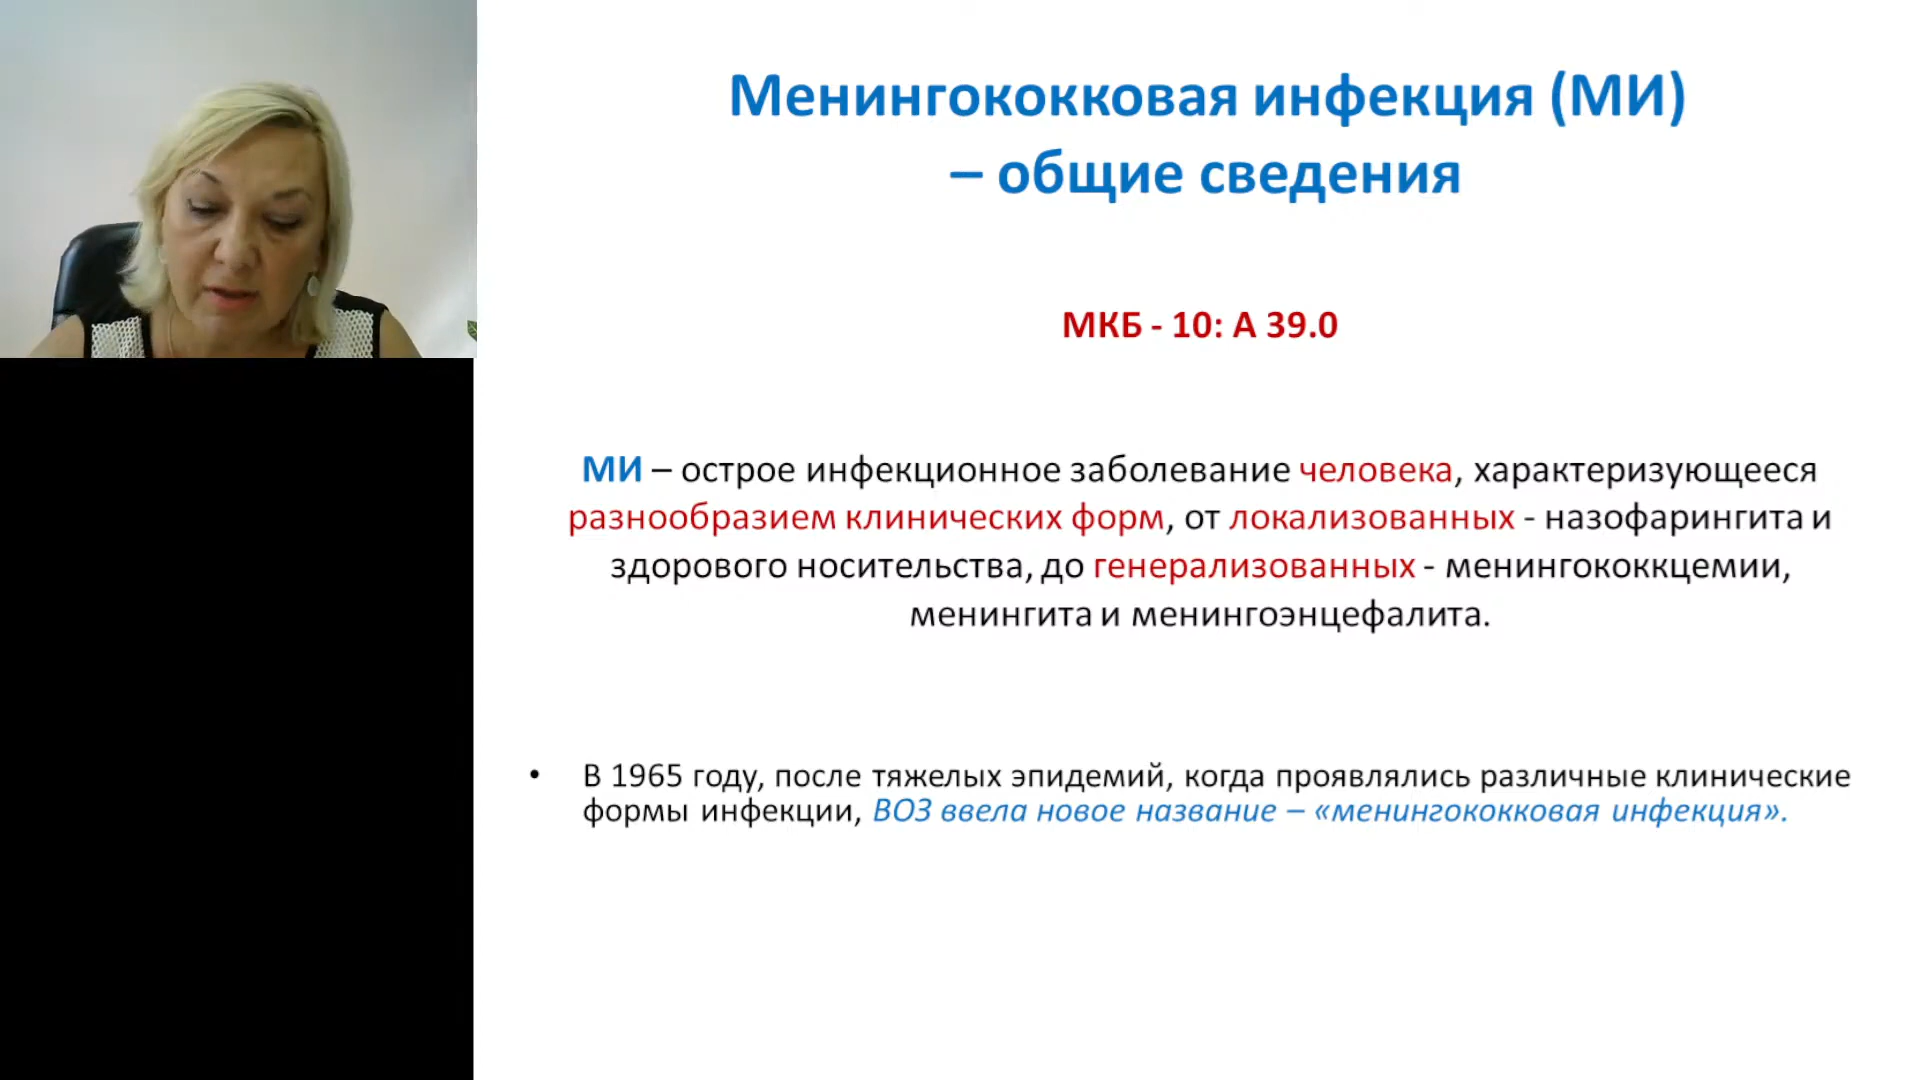 Менингококковая инфекция (МИ)
– общие сведения
МКБ - 10: А 39.0
МИ – острое инфекционное заболевание человека, характеризующееся
разнообразием клинических форм, от локализованных - назофарингита и
здорового носительства, до генерализованных - менингококкцемии,
менингита и менингоэнцефалита.
• В 1965 году, после тяжелых эпидемий, когда проявлялись различные клинические
формы инфекции, ВОЗ ввела новое название – «менингококковая инфекция».